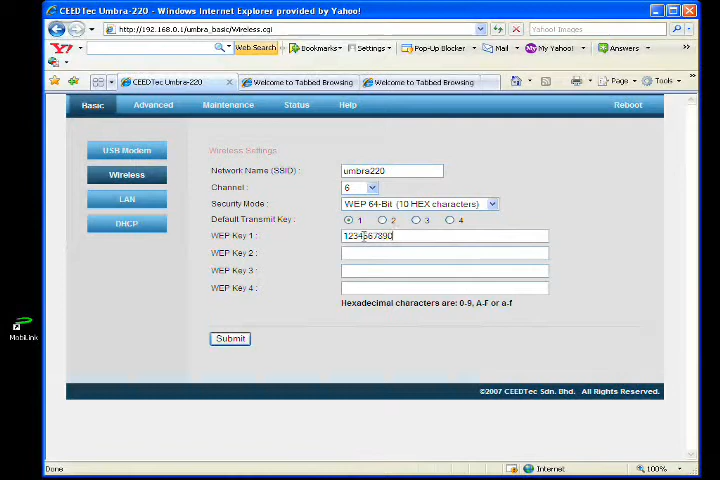 CEEDTec Umbra-220 - Windows Internet Explorer provided by Yahoo!
http://192.168.0.1/umbra_basic/Wireless.cgi
Yahoo! Images
Web Search Bookmarks Settings Pop-Up Blocker Mail My Yahoo! Answers
CEEDTec Umbra-220 Welcome to Tabbed Browsing Welcome to Tabbed Browsing Page Tools
Basic Advanced Maintenance Status Help Reboot
USB Modem
Wireless
LAN
DHCP
Wireless Settings
Network Name (SSID) : umbra220
Channel : 6
Security Mode : WEP 64-Bit (10 HEX characters)
Default Transmit Key : 1 2 3 4
WEP Key 1 : 1234567890
WEP Key 2 :
WEP Key 3 :
WEP Key 4 :
Hexadecimal characters are: 0-9, A-F or a-f
Submit
©2007 CEEDTec Sdn. Bhd. All Rights Reserved.
MobiLink
Done Internet 100%